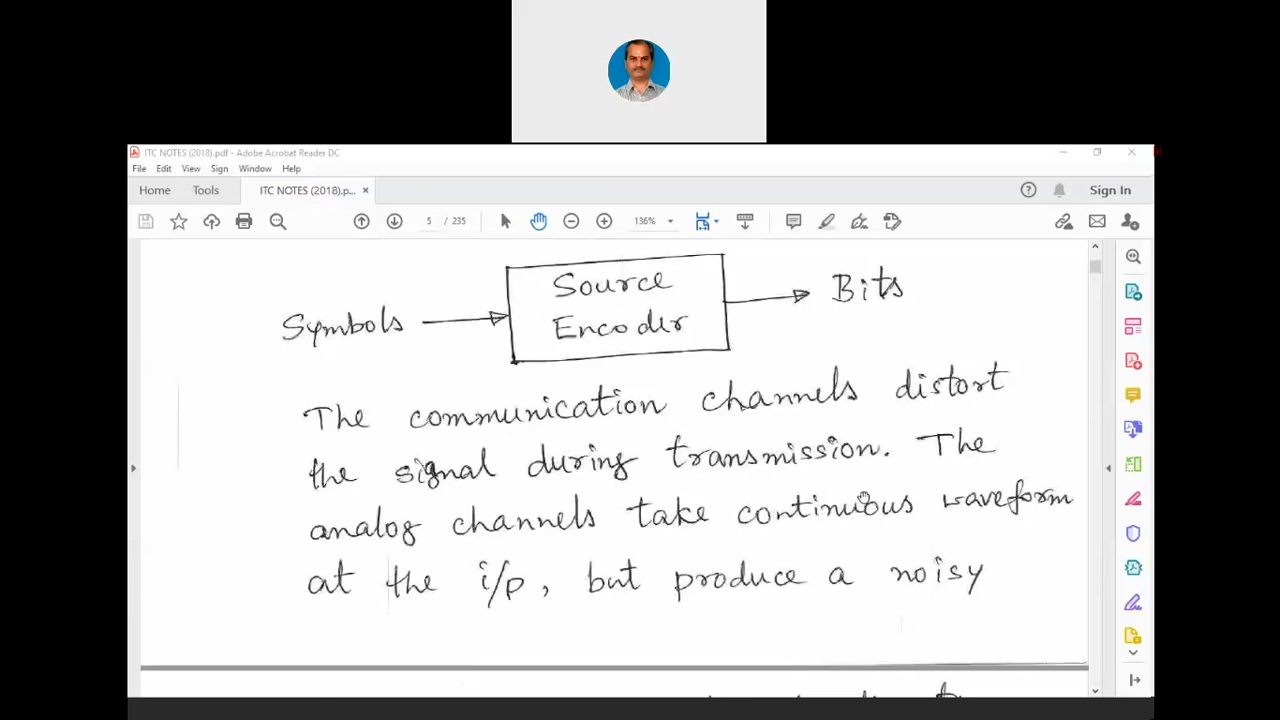 ITC NOTES (2018).pdf - Adobe Acrobat Reader DC
File Edit View Sign Window Help
Home Tools ITC NOTES (2018).p... × Sign In
5 / 235 136%
Symbols Source Encoder Bits
The communication channels distort
the signal during transmission. The
analog channels take continuous waveform
at the i/p, but produce a noisy